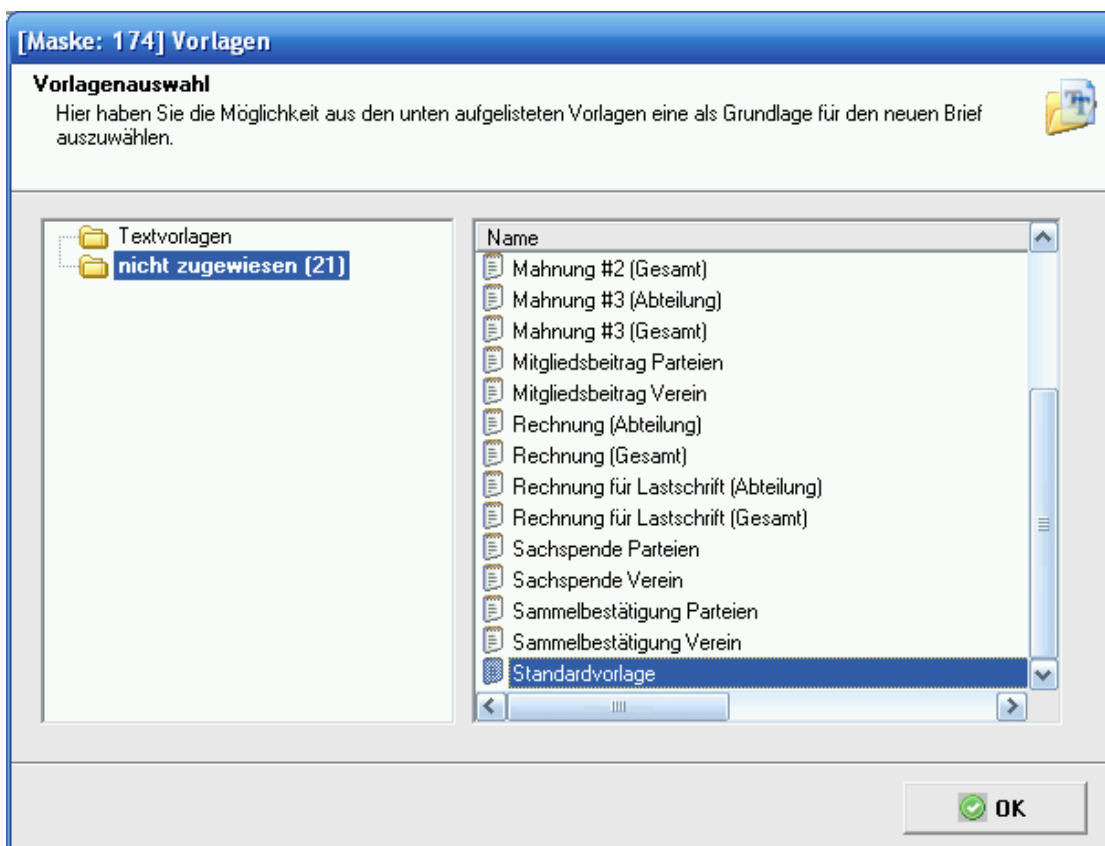 [Maske: 174] Vorlagen
Vorlagenauswahl
Hier haben Sie die Möglichkeit aus den unten aufgelisteten Vorlagen eine als Grundlage für den neuen Brief
auszuwählen.
Textvorlagen
nicht zugewiesen (21)
Name
Mahnung #2 (Gesamt)
Mahnung #3 (Abteilung)
Mahnung #3 (Gesamt)
Mitgliedsbeitrag Parteien
Mitgliedsbeitrag Verein
Rechnung (Abteilung)
Rechnung (Gesamt)
Rechnung für Lastschrift (Abteilung)
Rechnung für Lastschrift (Gesamt)
Sachspende Parteien
Sachspende Verein
Sammelbestätigung Parteien
Sammelbestätigung Verein
Standardvorlage
OK